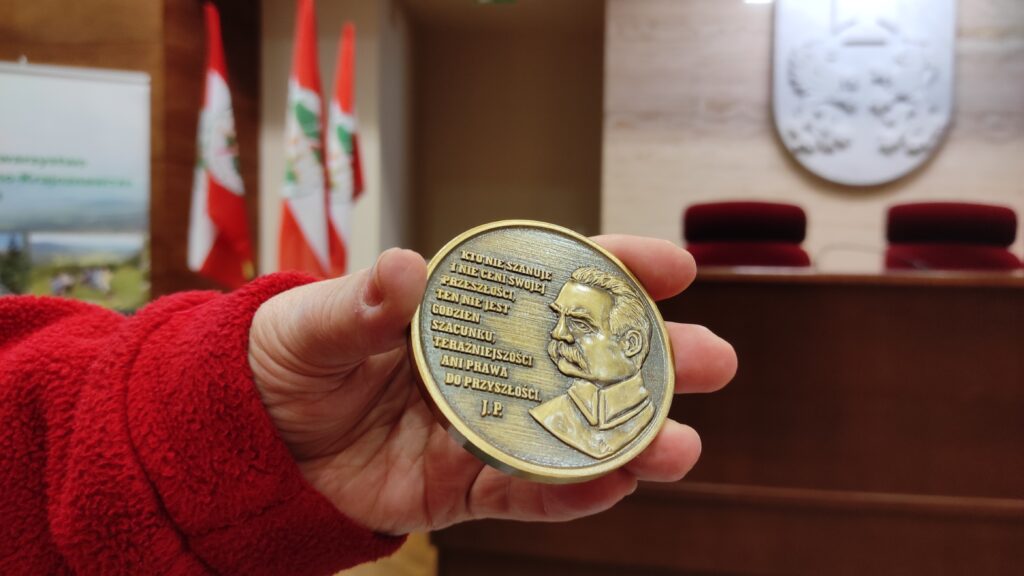 KTO NIE SZANUJE
I NIE CENI SWOJEJ
PRZESZŁOŚCI,
TEN NIE JEST
GODZIEN
SZACUNKU,
TERAŹNIEJSZOŚCI
ANI PRAWA
DO PRZYSZŁOŚCI.
J.P.